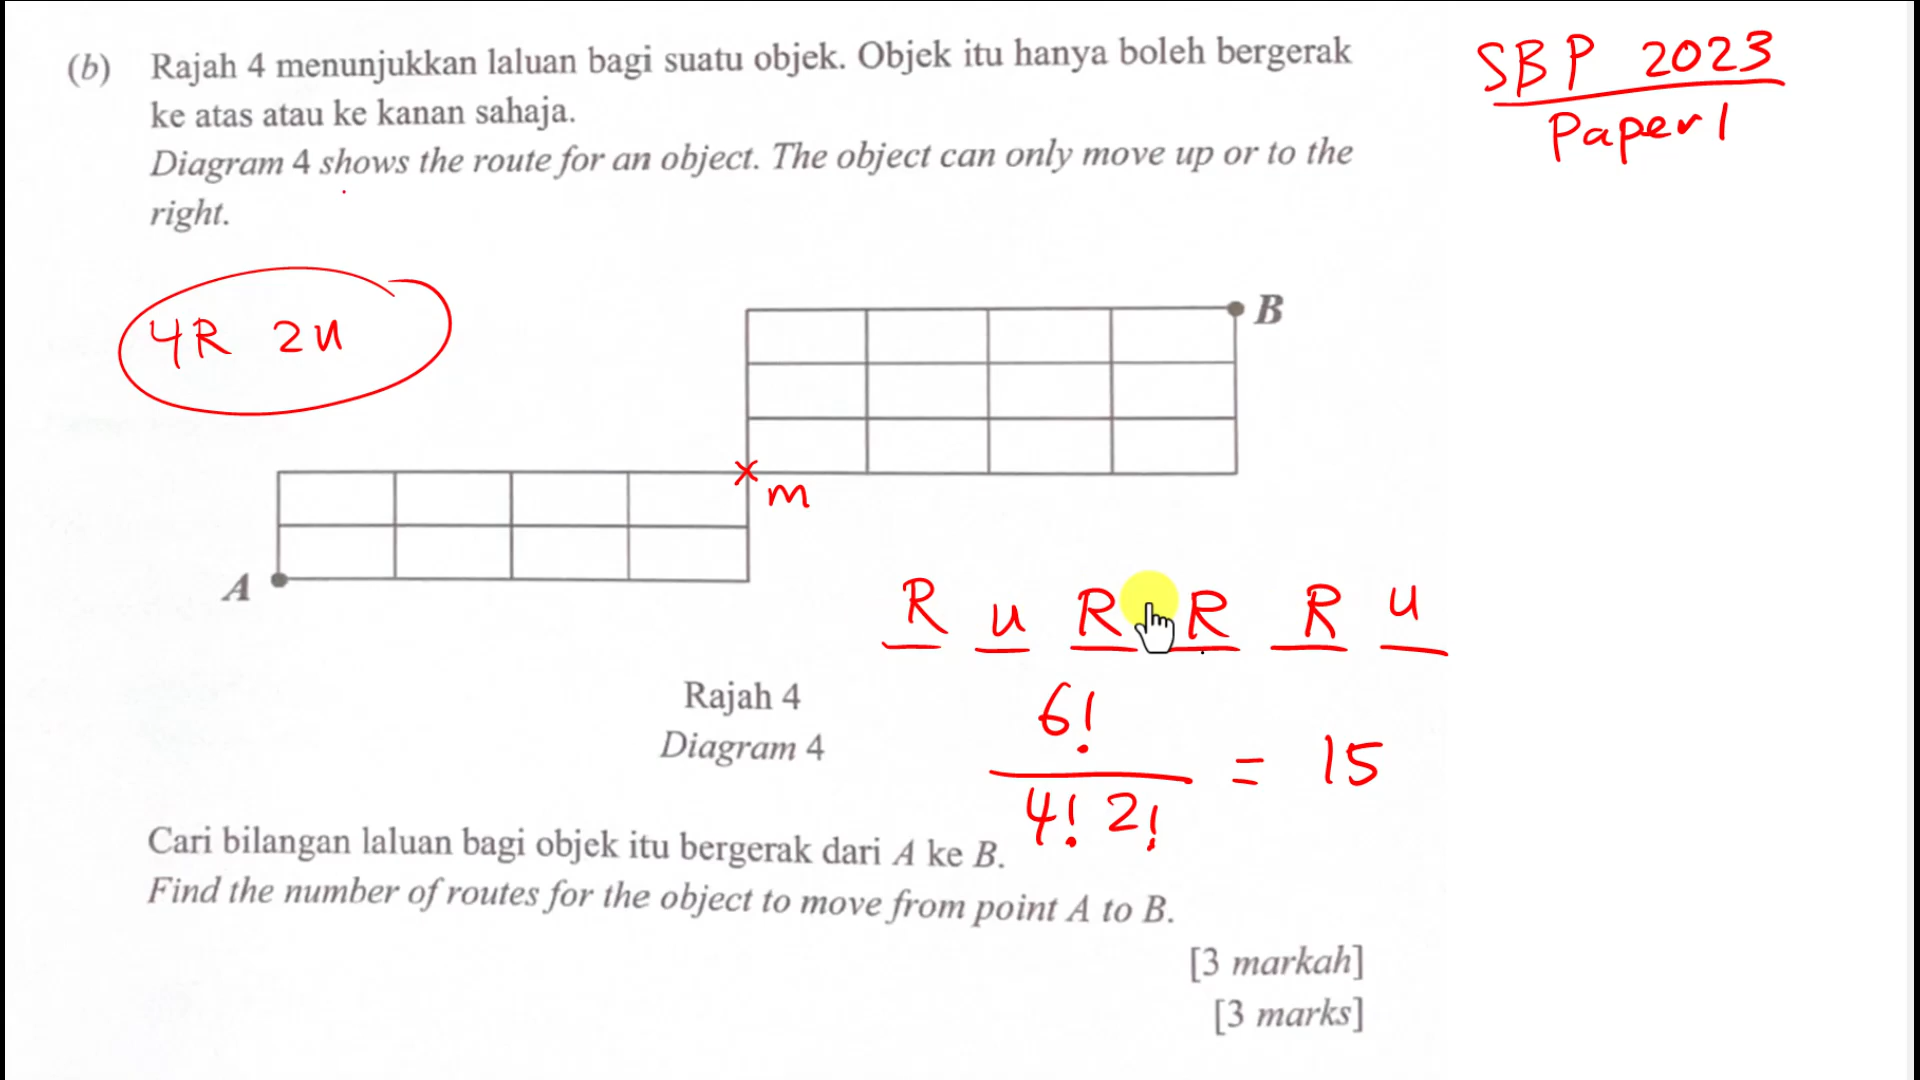 (b) Rajah 4 menunjukkan laluan bagi suatu objek. Objek itu hanya boleh bergerak
ke atas atau ke kanan sahaja.
Diagram 4 shows the route for an object. The object can only move up or to the
right.
SBP 2023
Paper 1
4R 2U
B
m
A
R U R R R U
Rajah 4
Diagram 4
6!
4! 2!
= 15
Cari bilangan laluan bagi objek itu bergerak dari A ke B.
Find the number of routes for the object to move from point A to B.
[3 markah]
[3 marks]